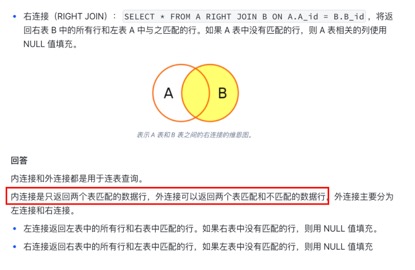 • 右连接（RIGHT JOIN）： SELECT * FROM A RIGHT JOIN B ON A.A_id = B.B_id ，将返
回右表 B 中的所有行和左表 A 中与之匹配的行。如果 A 表中没有匹配的行，则 A 表相关的列使用
NULL 值填充。
A B
表示 A 表和 B 表之间的右连接的维恩图。
回答
内连接和外连接都是用于连表查询。
内连接是只返回两个表匹配的数据行，外连接可以返回两个表匹配和不匹配的数据行，外连接主要分为
左连接和右连接。
• 左连接返回左表中的所有行和右表中匹配的行，如果右表中没有匹配的行，则用 NULL 值填充。
• 右连接返回右表中的所有行和左表中匹配的行，如果左表中没有匹配的行，则用 NULL 值填充